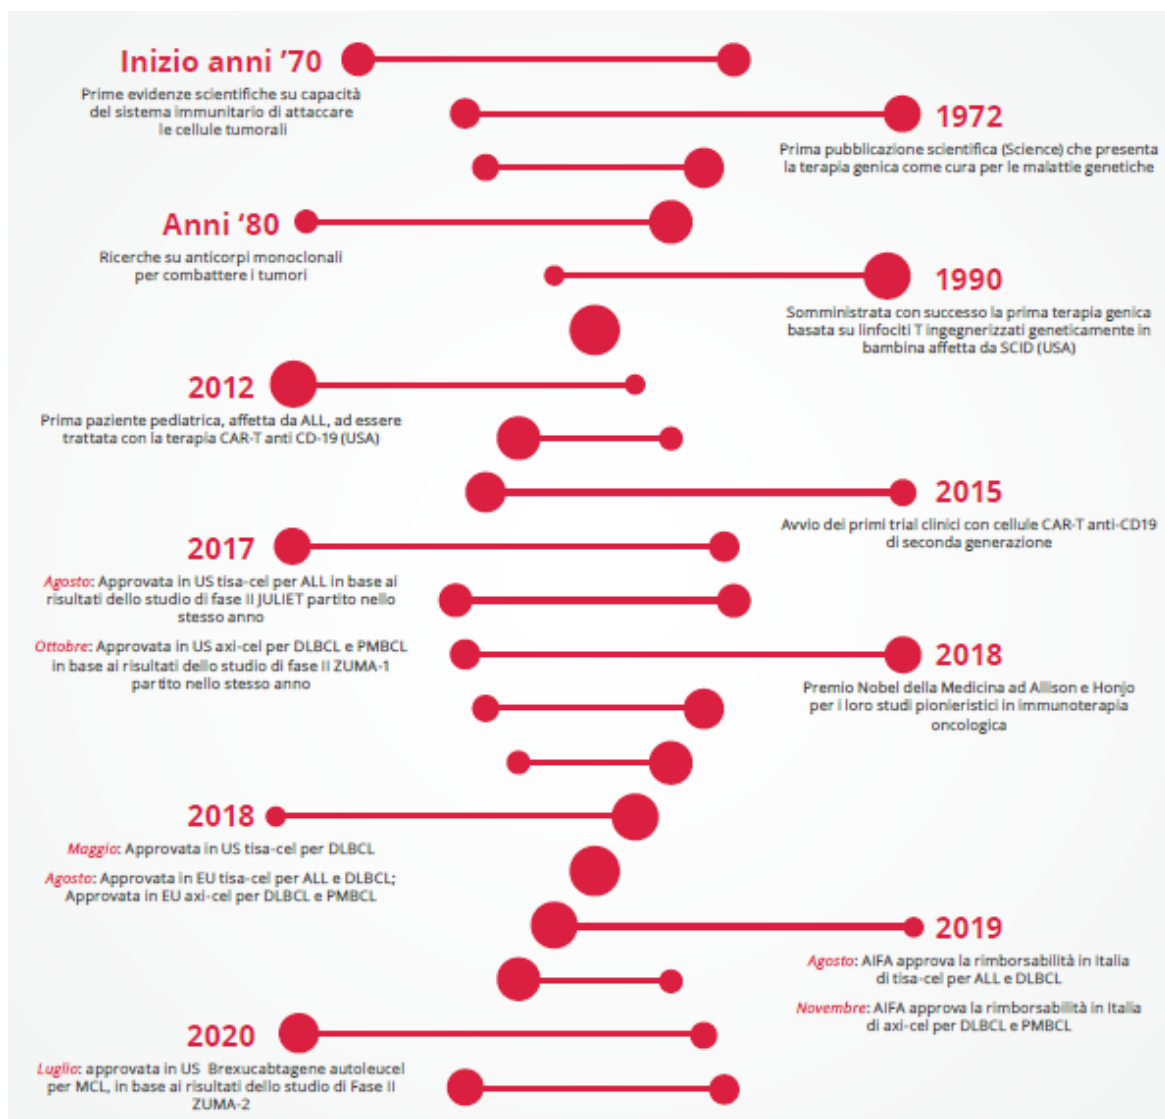 Inizio anni ’70
Prime evidenze scientifiche su capacità
del sistema immunitario di attaccare
le cellule tumorali
1972
Prima pubblicazione scientifica (Science) che presenta
la terapia genica come cura per le malattie genetiche
Anni ‘80
Ricerche su anticorpi monoclonali
per combattere i tumori
1990
Somministrata con successo la prima terapia genica
basata su linfociti T ingegnerizzati geneticamente in
bambina affetta da SCID (USA)
2012
Prima paziente pediatrica, affetta da ALL, ad essere
trattata con la terapia CAR-T anti CD-19 (USA)
2015
Avvio dei primi trial clinici con cellule CAR-T anti-CD19
di seconda generazione
2017
Agosto: Approvata in US tisa-cel per ALL in base ai
risultati dello studio di fase II JULIET partito nello
stesso anno
Ottobre: Approvata in US axi-cel per DLBCL e PMBCL
in base ai risultati dello studio di fase II ZUMA-1
partito nello stesso anno
2018
Premio Nobel della Medicina ad Allison e Honjo
per i loro studi pionieristici in immunoterapia
oncologica
2018
Maggio: Approvata in US tisa-cel per DLBCL
Agosto: Approvata in EU tisa-cel per ALL e DLBCL;
Approvata in EU axi-cel per DLBCL e PMBCL
2019
Agosto: AIFA approva la rimborsabilità in Italia
di tisa-cel per ALL e DLBCL
Novembre: AIFA approva la rimborsabilità in Italia
di axi-cel per DLBCL e PMBCL
2020
Luglio: approvata in US Brexucabtagene autoleucel
per MCL, in base ai risultati dello studio di Fase II
ZUMA-2